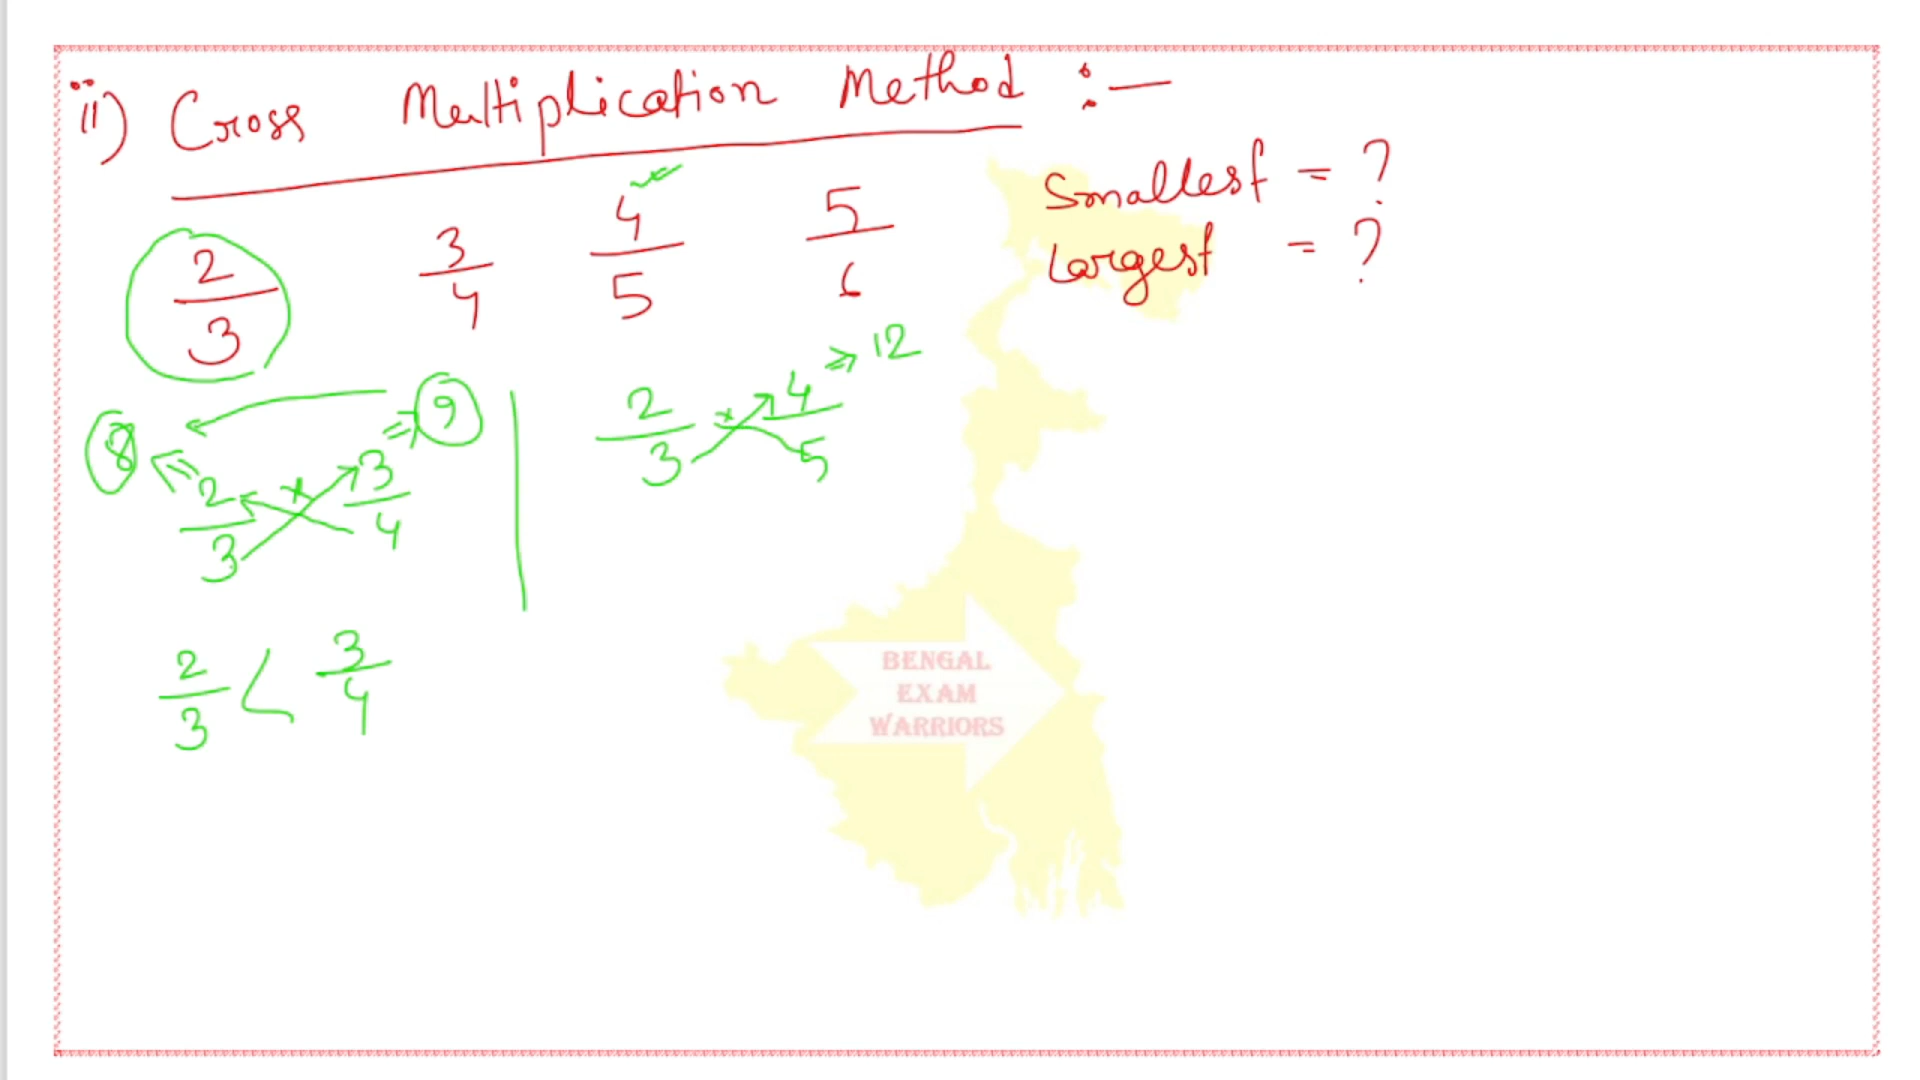 ii) Cross Multiplication Method :-
2/3 3/4 4/5 5/6
Smallest = ?
Largest = ?
8 ⇐ 2/3 × 3/4 ⇒ 9
2/3 × 4/5 ⇒ 12
2/3 < 3/4
BENGAL
EXAM
WARRIORS